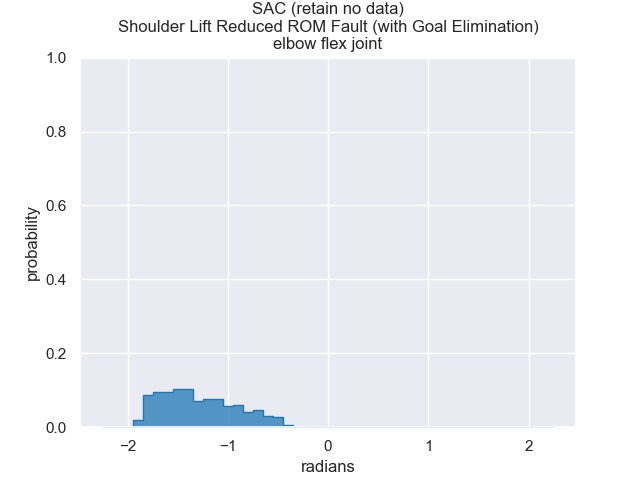 SAC (retain no data)
Shoulder Lift Reduced ROM Fault (with Goal Elimination)
elbow flex joint
1.0
0.8
0.6
0.4
0.2
0.0
probability
−2
−1
0
1
2
radians